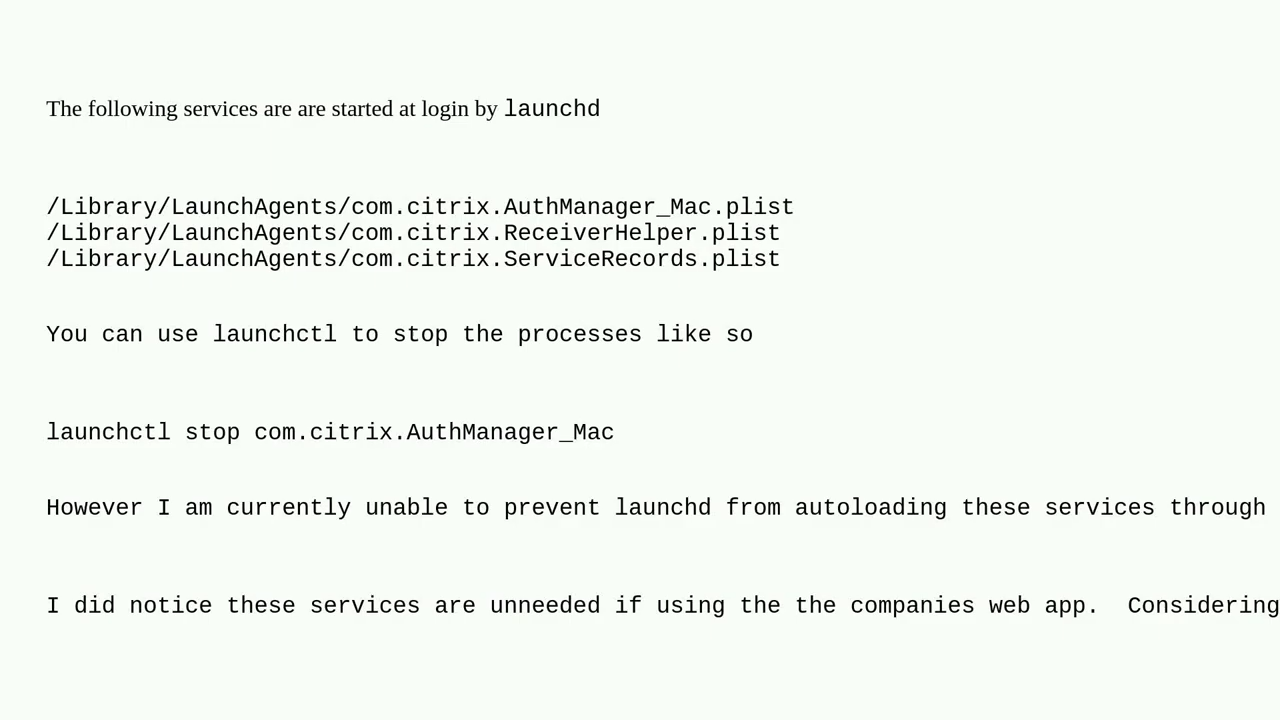 The following services are are started at login by launchd
/Library/LaunchAgents/com.citrix.AuthManager_Mac.plist
/Library/LaunchAgents/com.citrix.ReceiverHelper.plist
/Library/LaunchAgents/com.citrix.ServiceRecords.plist
You can use launchctl to stop the processes like so
launchctl stop com.citrix.AuthManager_Mac
However I am currently unable to prevent launchd from autoloading these services through
I did notice these services are unneeded if using the the companies web app.  Considering